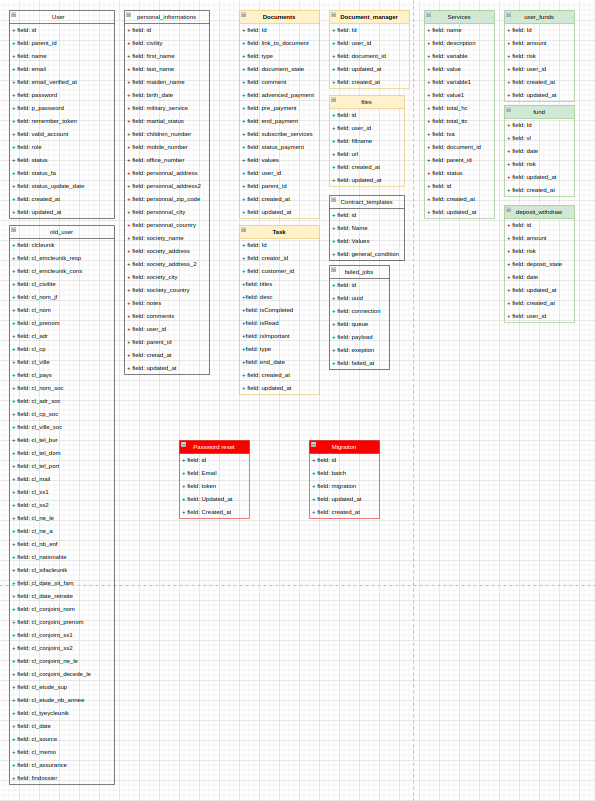 User
+ field: id
+ field: parent_id
+ field: name
+ field: email
+ field: email_verified_at
+ field: password
+ field: p_password
+ field: remember_token
+ field: valid_account
+ field: role
+ field: status
+ field: status_fa
+ field: status_update_date
+ field: created_at
+ field: updated_at
old_user
+ field: clcleunik
+ field: cl_emcleunik_resp
+ field: cl_emcleunik_cons
+ field: cl_civilite
+ field: cl_nom_jf
+ field: cl_nom
+ field: cl_prenom
+ field: cl_adr
+ field: cl_cp
+ field: cl_ville
+ field: cl_pays
+ field: cl_nom_soc
+ field: cl_adr_soc
+ field: cl_cp_soc
+ field: cl_ville_soc
+ field: cl_tel_bur
+ field: cl_tel_dom
+ field: cl_tel_port
+ field: cl_mail
+ field: cl_ss1
+ field: cl_ss2
+ field: cl_ne_le
+ field: cl_ne_a
+ field: cl_nb_enf
+ field: cl_nationalite
+ field: cl_sifacleunik
+ field: cl_date_sit_fam
+ field: cl_date_retraite
+ field: cl_conjoint_nom
+ field: cl_conjoint_prenom
+ field: cl_conjoint_ss1
+ field: cl_conjoint_ss2
+ field: cl_conjoint_ne_le
+ field: cl_conjoint_decede_le
+ field: cl_etude_sup
+ field: cl_etude_nb_annee
+ field: cl_tyeycleunik
+ field: cl_date
+ field: cl_source
+ field: cl_memo
+ field: cl_assurance
+ field: findossier
personal_informations
+ field: id
+ field: civility
+ field: first_name
+ field: last_name
+ field: maiden_name
+ field: birth_date
+ field: military_service
+ field: martial_status
+ field: children_number
+ field: mobile_number
+ field: office_number
+ field: personnal_address
+ field: personnal_address2
+ field: personnal_zip_code
+ field: personnal_city
+ field: personnal_country
+ field: society_name
+ field: society_address
+ field: society_address_2
+ field: society_city
+ field: society_country
+ field: notes
+ field: comments
+ field: user_id
+ field: parent_id
+ field: cretad_at
+ field: updated_at
Documents
+ field: Id
+ field: link_to_document
+ field: type
+ field: document_state
+ field: comment
+ field: advenced_payement
+ field: pre_payement
+ field: end_payement
+ field: subscribe_services
+ field: status_payement
+ field: values
+ field: user_id
+ field: parent_id
+ field: created_at
+ field: updated_at
Task
+ field: Id
+ field: creator_id
+ field: customer_id
+field: titles
+field: desc
+ field: isCompleted
+ field: isRead
+ field: isImportant
+field: type
+field: end_date
+ field: created_at
+ field: updated_at
Document_manager
+ field: Id
+ field: user_id
+ field: document_id
+ field: updated_at
+ field: created_at
files
+ field: id
+ field: user_id
+ field: fillname
+ field: url
+ field: created_at
+ field: updated_at
Contract_templates
+ field: id
+ field: Name
+ field: Values
+ field: general_condition
failed_jobs
+ field: id
+ field: uuid
+ field: connection
+ field: queue
+ field: payload
+ field: exeption
+ field: failed_at
Services
+ field: name
+ field: description
+ field: variable
+ field: value
+ field: variable1
+ field: value1
+ field: total_hc
+ field: total_ttc
+ field: tva
+ field: document_id
+ field: parent_id
+ field: status
+ field: id
+ field: created_at
+ field: updated_at
user_funds
+ field: Id
+ field: amount
+ field: risk
+ field: user_id
+ field: created_at
+ field: updated_at
fund
+ field: Id
+ field: vl
+ field: date
+ field: risk
+ field: updated_at
+ field: created_at
deposit_withdraw
+ field: id
+ field: amount
+ field: risk
+ field: deposit_state
+ field: date
+ field: updated_at
+ field: created_at
+ field: user_id
Password reset
+ field: id
+ field: Email
+ field: token
+ field: Updated_at
+ field: Created_at
Migration
+ field: id
+ field: batch
+ field: migration
+ field: updated_at
+ field: created_at